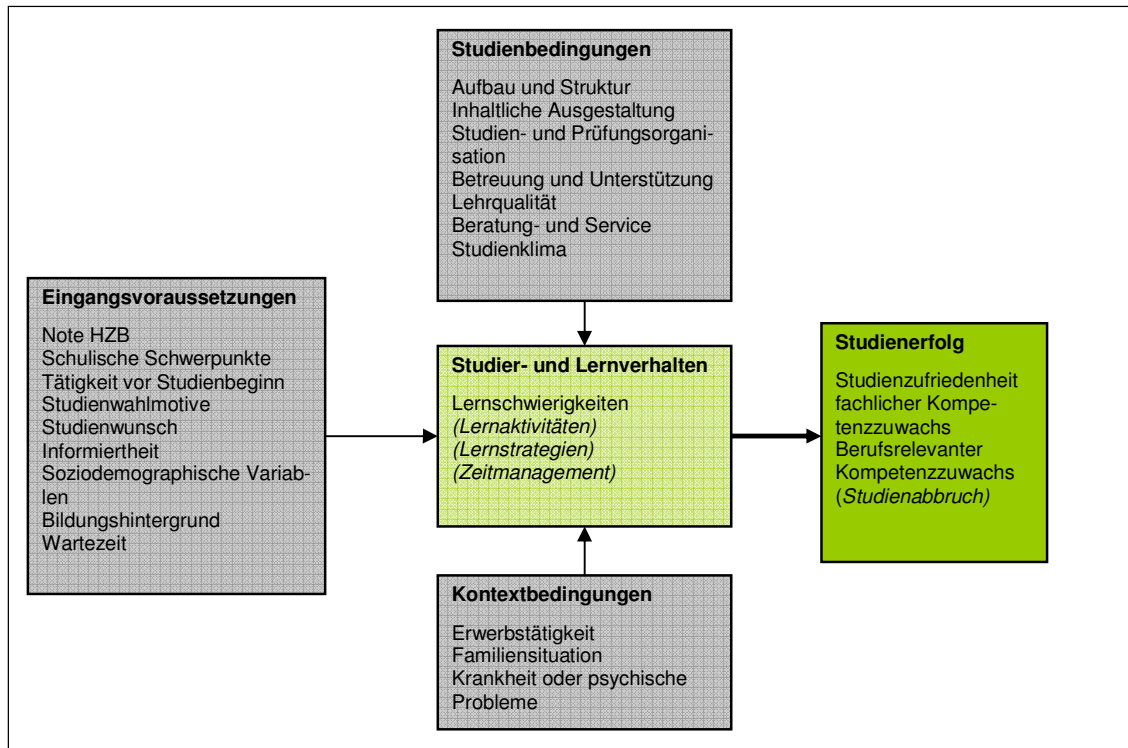 Studienbedingungen
Aufbau und Struktur
Inhaltliche Ausgestaltung
Studien- und Prüfungsorgani-
sation
Betreuung und Unterstützung
Lehrqualität
Beratung- und Service
Studienklima
Eingangsvoraussetzungen
Note HZB
Schulische Schwerpunkte
Tätigkeit vor Studienbeginn
Studienwahlmotive
Studienwunsch
Informiertheit
Soziodemographische Variab-
len
Bildungshintergrund
Wartezeit
Studier- und Lernverhalten
Lernschwierigkeiten
(Lernaktivitäten)
(Lernstrategien)
(Zeitmanagement)
Studienerfolg
Studienzufriedenheit
fachlicher Kompe-
tenzzuwachs
Berufsrelevanter
Kompetenzzuwachs
(Studienabbruch)
Kontextbedingungen
Erwerbstätigkeit
Familiensituation
Krankheit oder psychische
Probleme